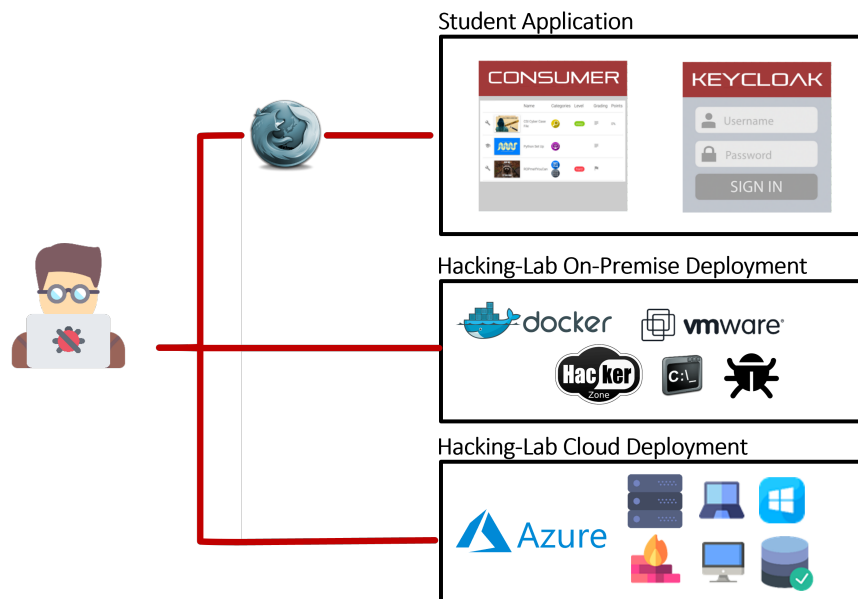 Student Application
CONSUMER
Name Categories Level Grading Points
KEYCLOAK
Username
Password
SIGN IN
Hacking-Lab On-Premise Deployment
docker
vmware®
Hacker
Zone
C:\_
Hacking-Lab Cloud Deployment
Azure